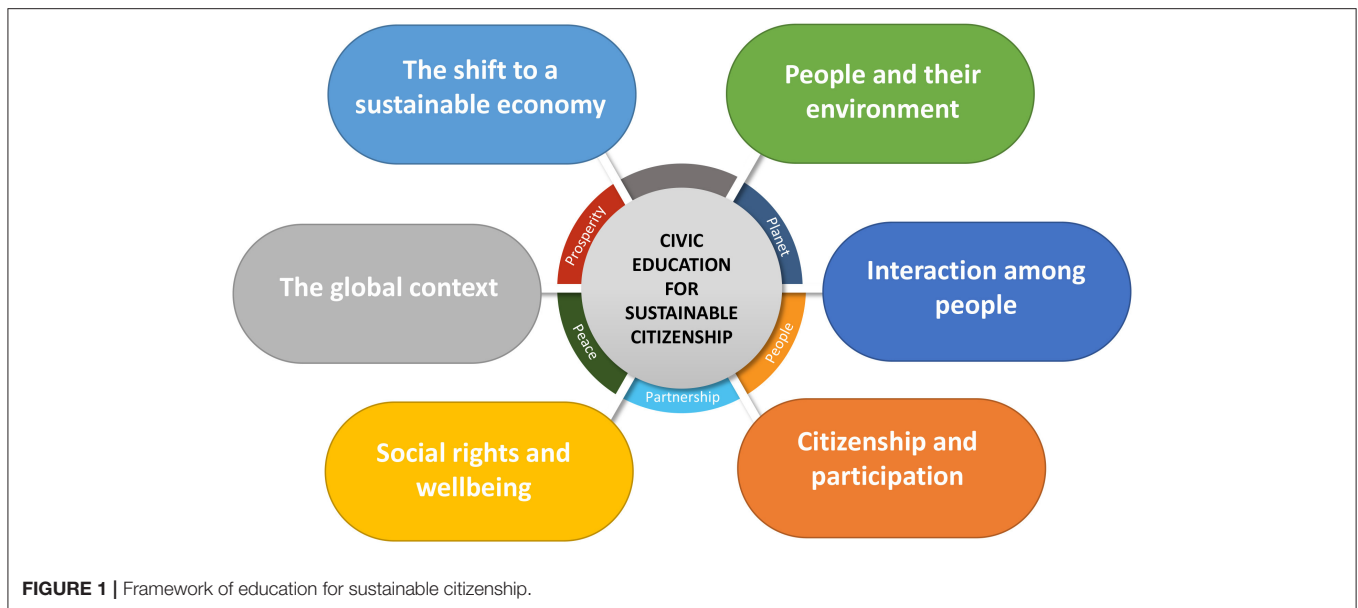 The shift to a
sustainable economy
People and their
environment
Prosperity
Planet
The global context
CIVIC
EDUCATION
FOR
SUSTAINABLE
CITIZENSHIP
Interaction among
people
Peace
People
Partnership
Social rights and
wellbeing
Citizenship and
participation
FIGURE 1 | Framework of education for sustainable citizenship.